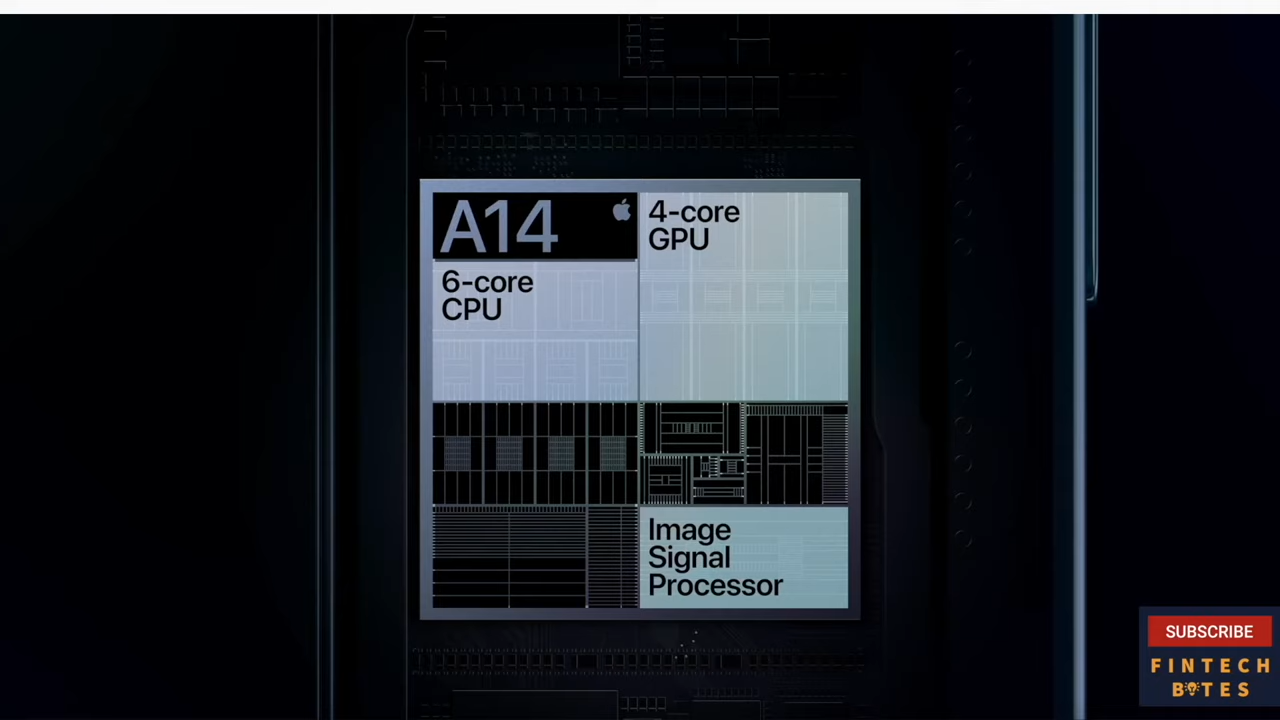 A14
4-core
GPU
6-core
CPU
Image
Signal
Processor
SUBSCRIBE
FINTECH
BYTES